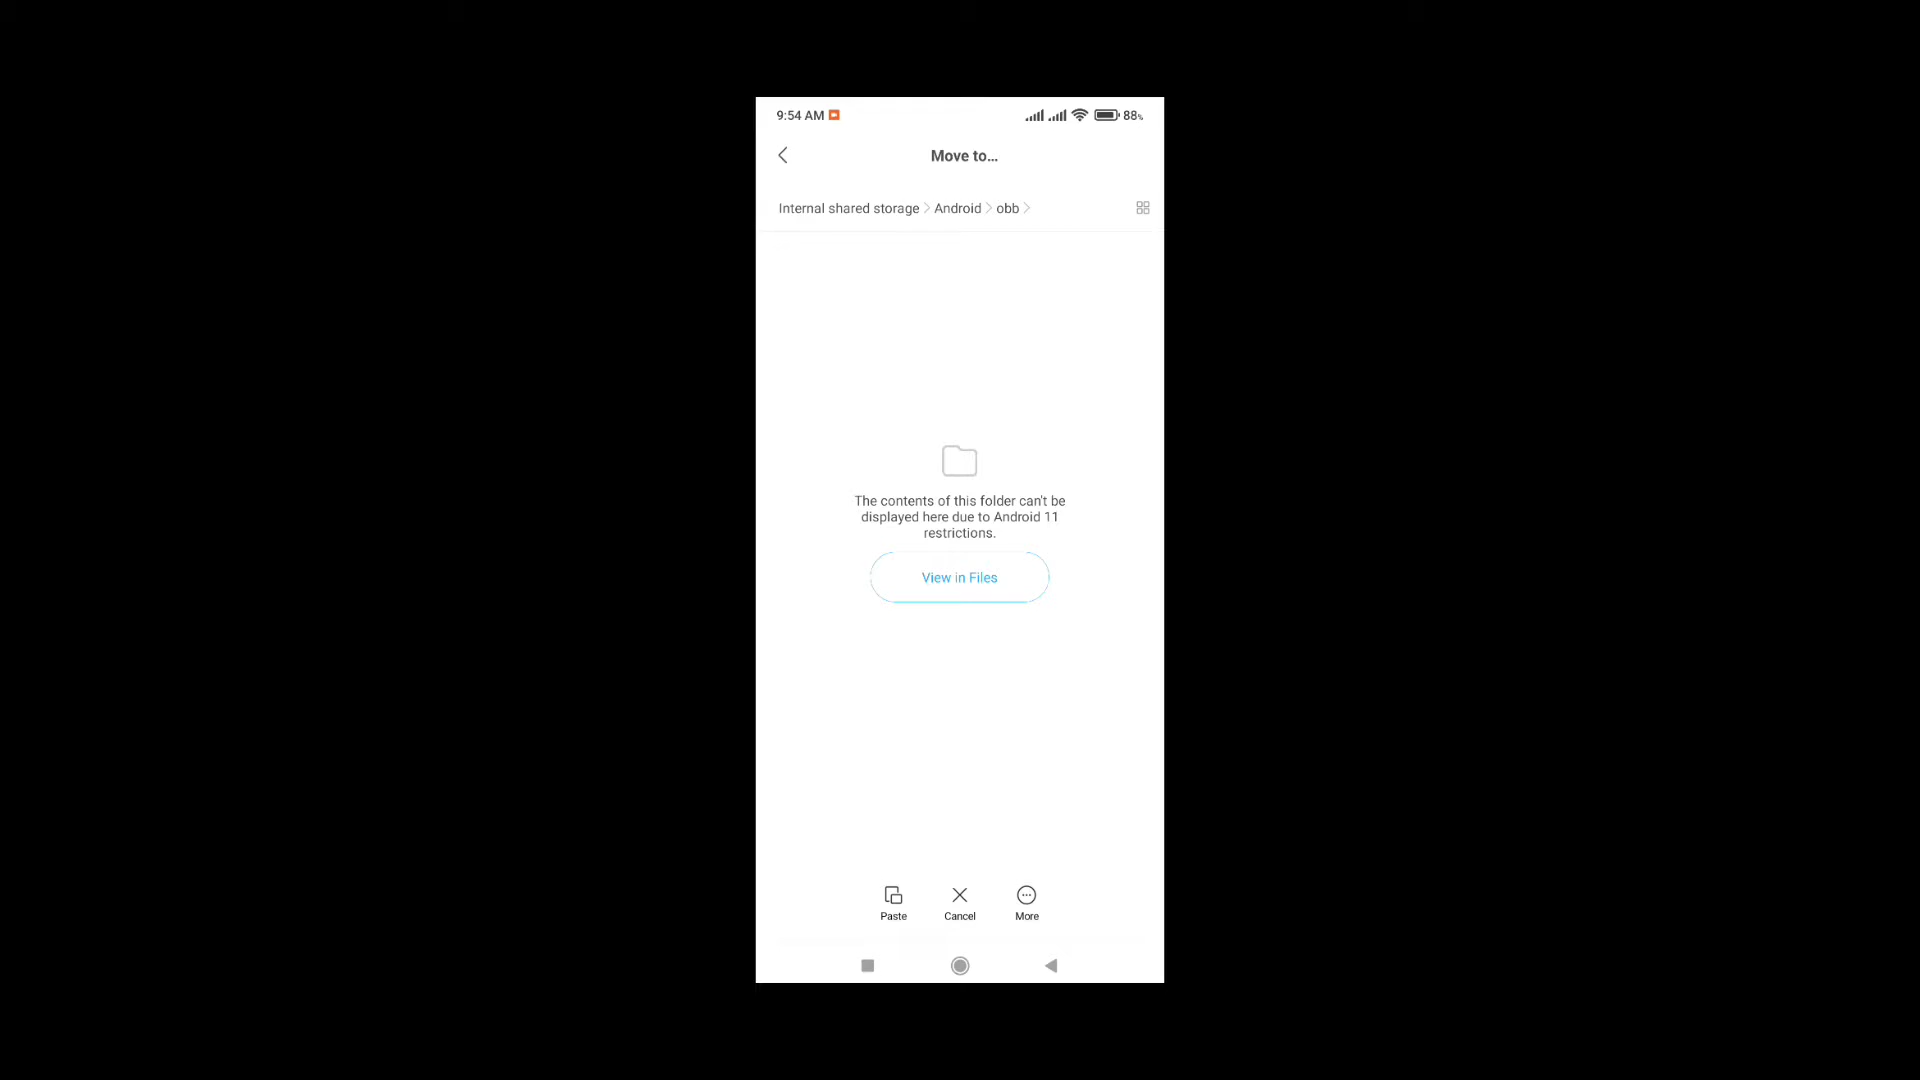 9:54 AM 88%
Move to...
Internal shared storage > Android > obb >
The contents of this folder can't be
displayed here due to Android 11
restrictions.
View in Files
Paste Cancel More